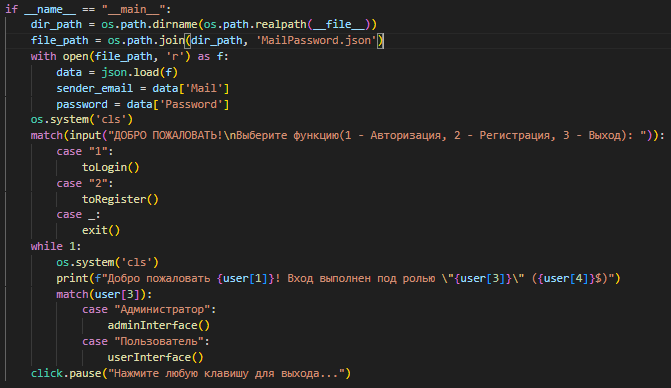 if __name__ == "__main__":
    dir_path = os.path.dirname(os.path.realpath(__file__))
    file_path = os.path.join(dir_path, 'MailPassword.json')
    with open(file_path, 'r') as f:
        data = json.load(f)
        sender_email = data['Mail']
        password = data['Password']
    os.system('cls')
    match(input("ДОБРО ПОЖАЛОВАТЬ!\nВыберите функцию(1 - Авторизация, 2 - Регистрация, 3 - Выход): ")):
        case "1":
            toLogin()
        case "2":
            toRegister()
        case _:
            exit()
    while 1:
        os.system('cls')
        print(f"Добро пожаловать {user[1]}! Вход выполнен под ролью \"{user[3]}\" ({user[4]}$)")
        match(user[3]):
            case "Администратор":
                adminInterface()
            case "Пользователь":
                userInterface()
    click.pause("Нажмите любую клавишу для выхода...")